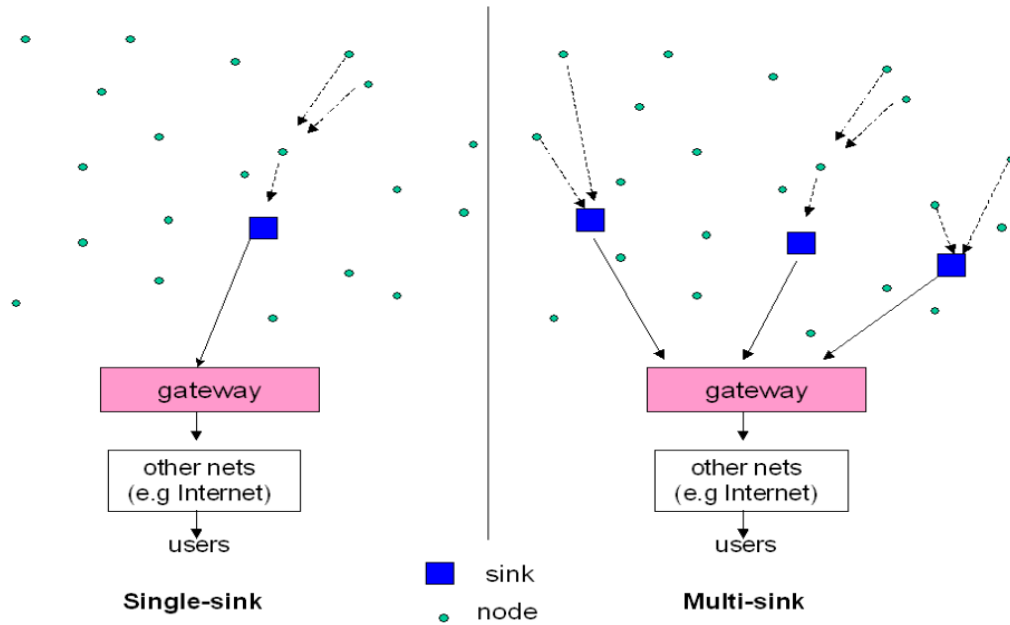 gateway
other nets
(e.g Internet)
users
Single-sink
gateway
other nets
(e.g Internet)
users
Multi-sink
sink
node